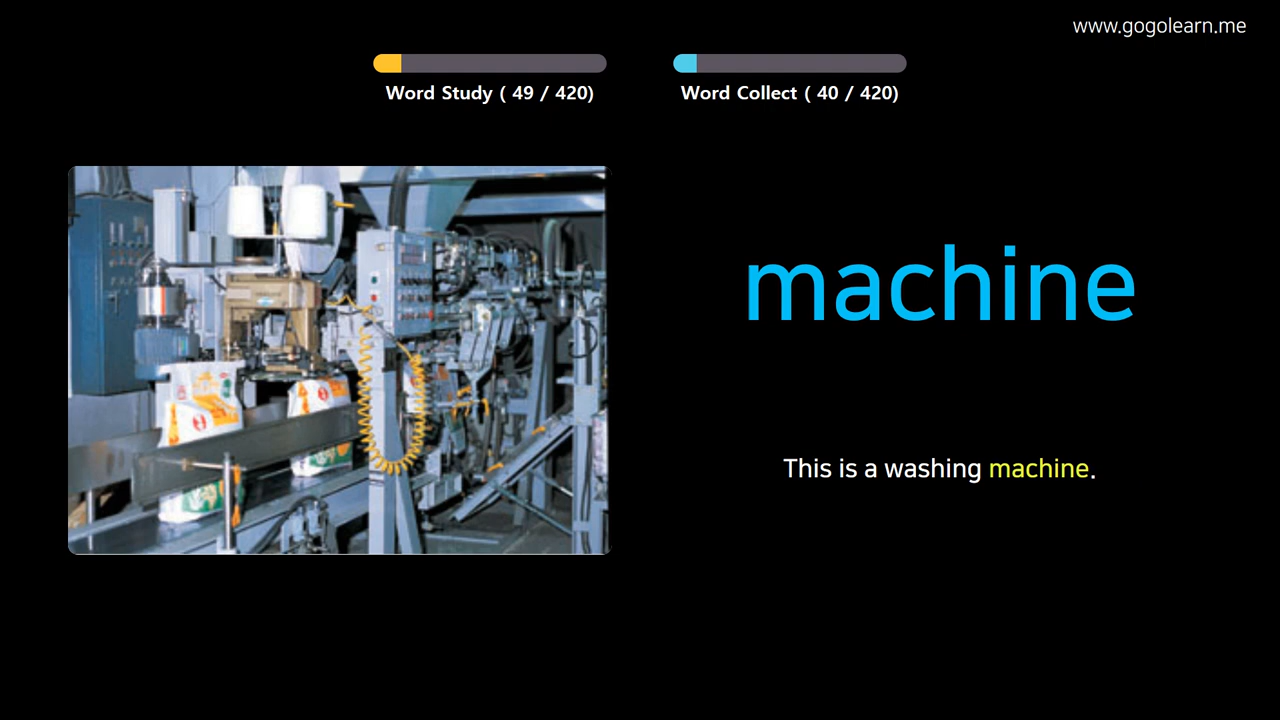 www.gogolearn.me
Word Study ( 49 / 420)
Word Collect ( 40 / 420)
machine
This is a washing machine.